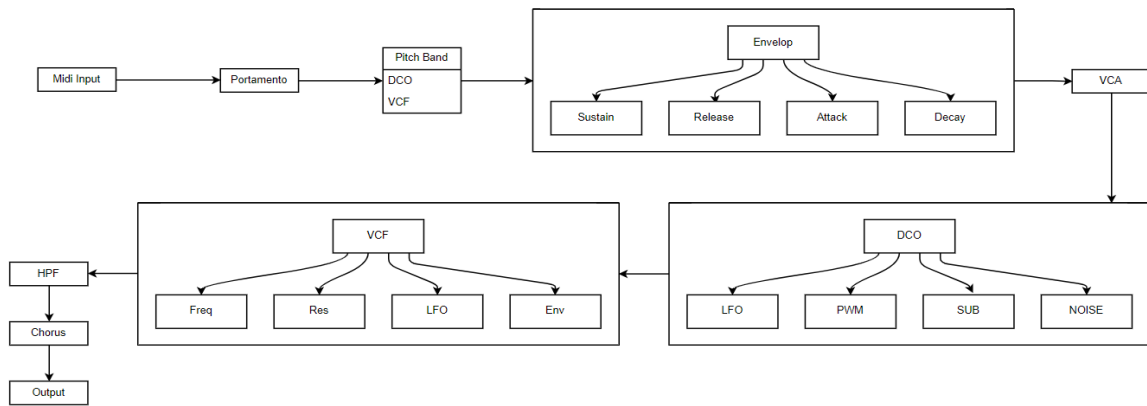 Midi Input
Portamento
Pitch Band
DCO
VCF
Envelop
Sustain
Release
Attack
Decay
VCA
DCO
LFO
PWM
SUB
NOISE
VCF
Freq
Res
LFO
Env
HPF
Chorus
Output